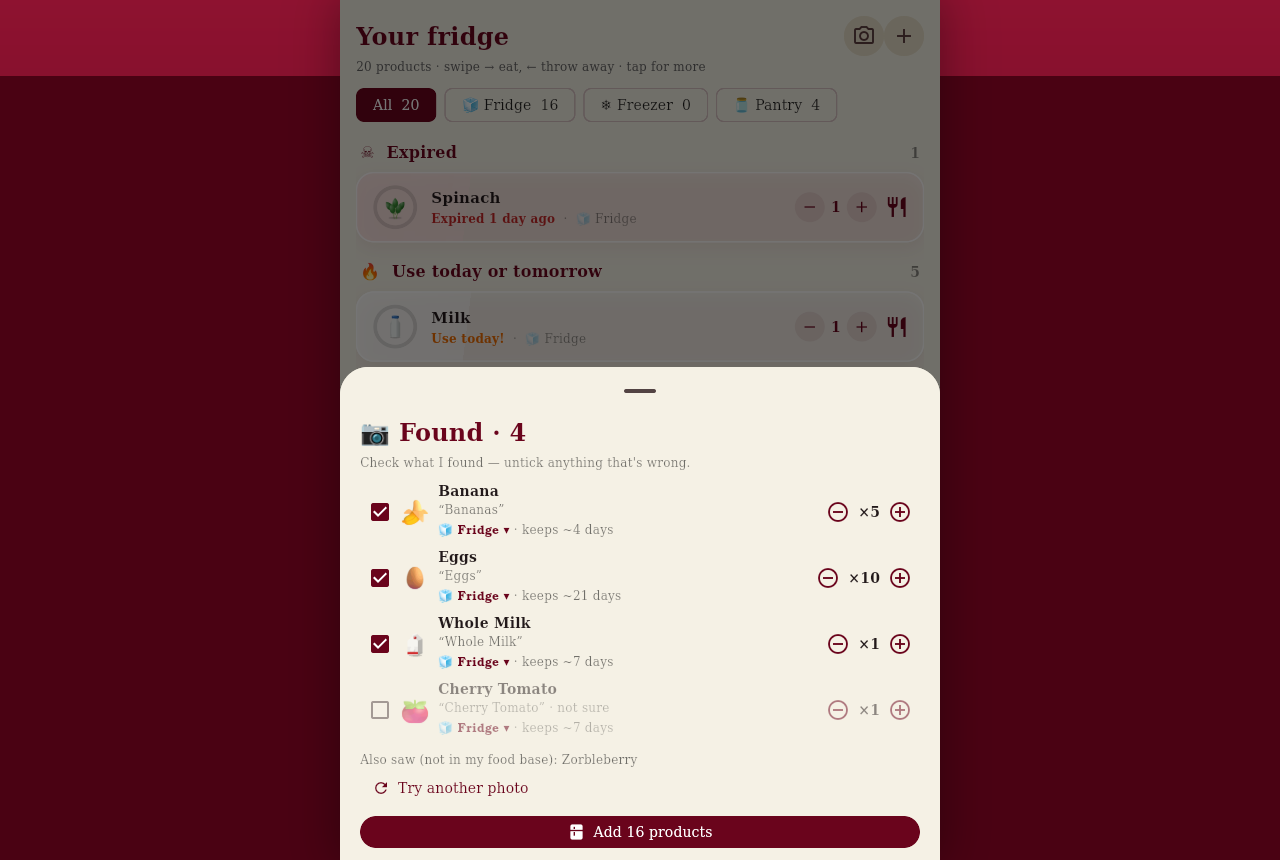 Your fridge
20 products · swipe → eat, ← throw away · tap for more
All 20
Fridge 16
Freezer 0
Pantry 4
Expired 1
Spinach
Expired 1 day ago · Fridge
1
Use today or tomorrow 5
Milk
Use today! · Fridge
1
Found · 4
Check what I found — untick anything that's wrong.
Banana
“Bananas”
Fridge ▾ · keeps ~4 days
×5
Eggs
“Eggs”
Fridge ▾ · keeps ~21 days
×10
Whole Milk
“Whole Milk”
Fridge ▾ · keeps ~7 days
×1
Cherry Tomato
“Cherry Tomato” · not sure
Fridge ▾ · keeps ~7 days
×1
Also saw (not in my food base): Zorbleberry
Try another photo
Add 16 products